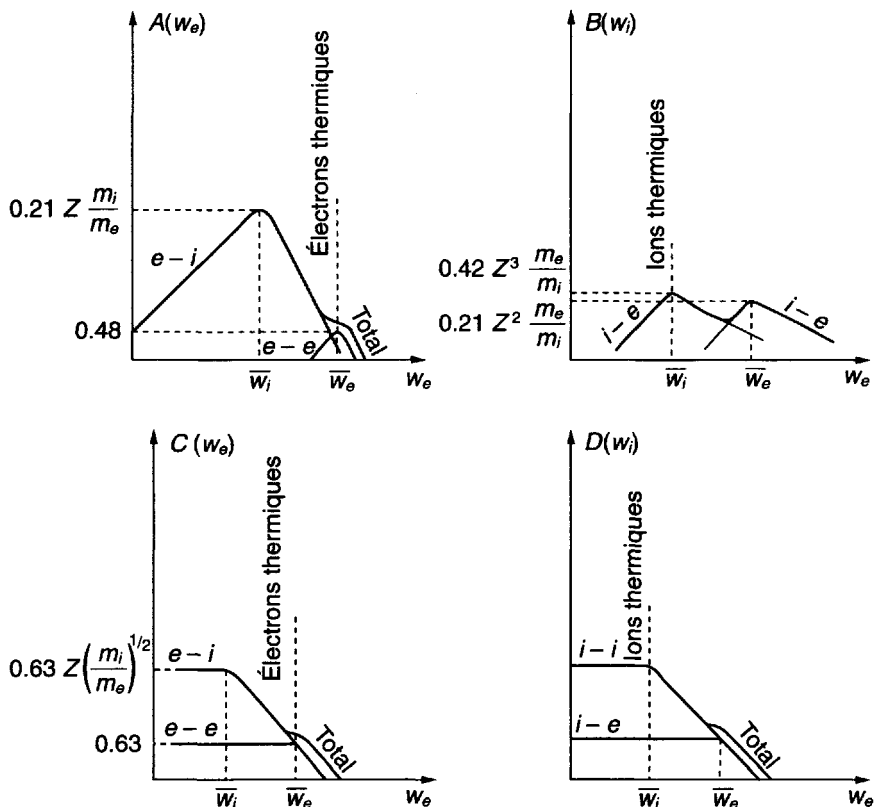 A(wₑ)
Électrons thermiques
0.21 Z mᵢ/mₑ
e – i
0.48
e – e
Total
w̅ᵢ
w̅ₑ
wₑ
B(wᵢ)
Ions thermiques
0.42 Z³ mₑ/mᵢ
0.21 Z² mₑ/mᵢ
i – e
i – e
w̅ᵢ
w̅ₑ
wₑ
C (wₑ)
Électrons thermiques
0.63 Z(mᵢ/mₑ)^1/2
e – i
0.63
e – e
Total
w̅ᵢ
w̅ₑ
wₑ
D(wᵢ)
Ions thermiques
i – i
i – e
Total
w̅ᵢ
w̅ₑ
wₑ